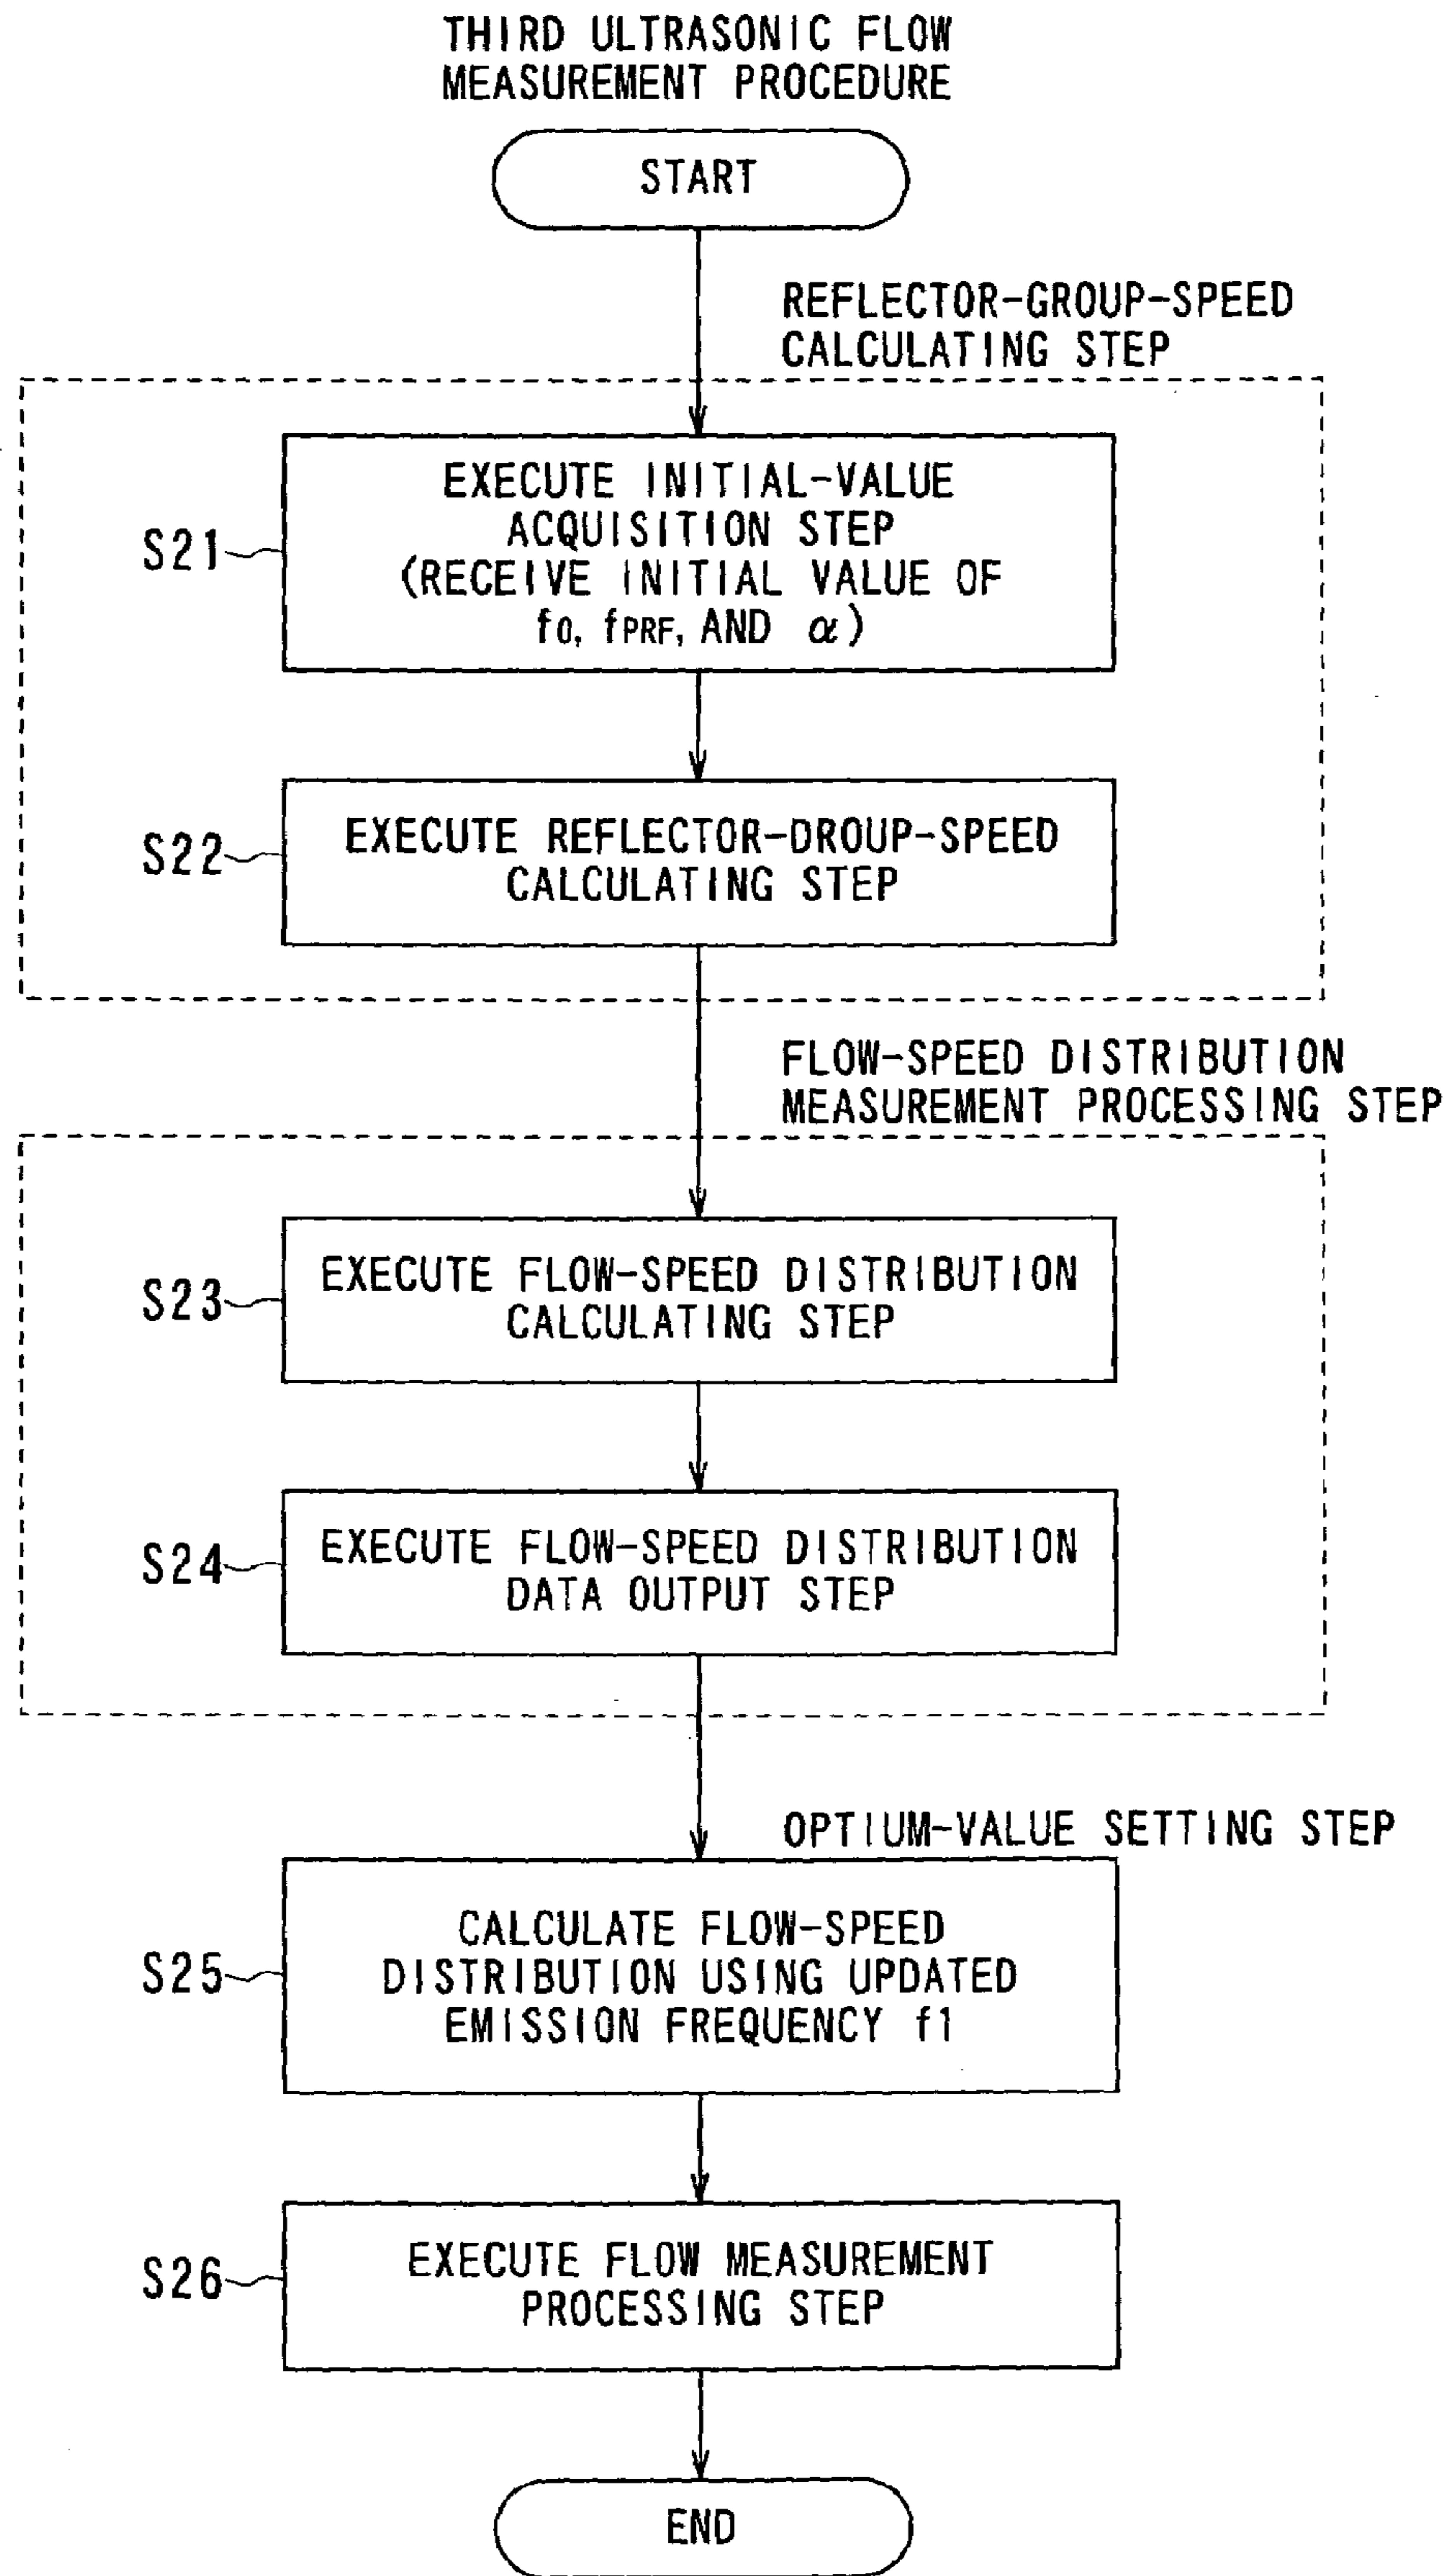 THIRD ULTRASONIC FLOW
MEASUREMENT PROCEDURE
START
REFLECTOR-GROUP-SPEED
CALCULATING STEP
EXECUTE INITIAL-VALUE
ACQUISITION STEP
(RECEIVE INITIAL VALUE OF
f0, fPRF, AND α)
S21
EXECUTE REFLECTOR-DROUP-SPEED
CALCULATING STEP
S22
FLOW-SPEED DISTRIBUTION
MEASUREMENT PROCESSING STEP
EXECUTE FLOW-SPEED DISTRIBUTION
CALCULATING STEP
S23
EXECUTE FLOW-SPEED DISTRIBUTION
DATA OUTPUT STEP
S24
OPTIUM-VALUE SETTING STEP
CALCULATE FLOW-SPEED
DISTRIBUTION USING UPDATED
EMISSION FREQUENCY f1
S25
EXECUTE FLOW MEASUREMENT
PROCESSING STEP
S26
END